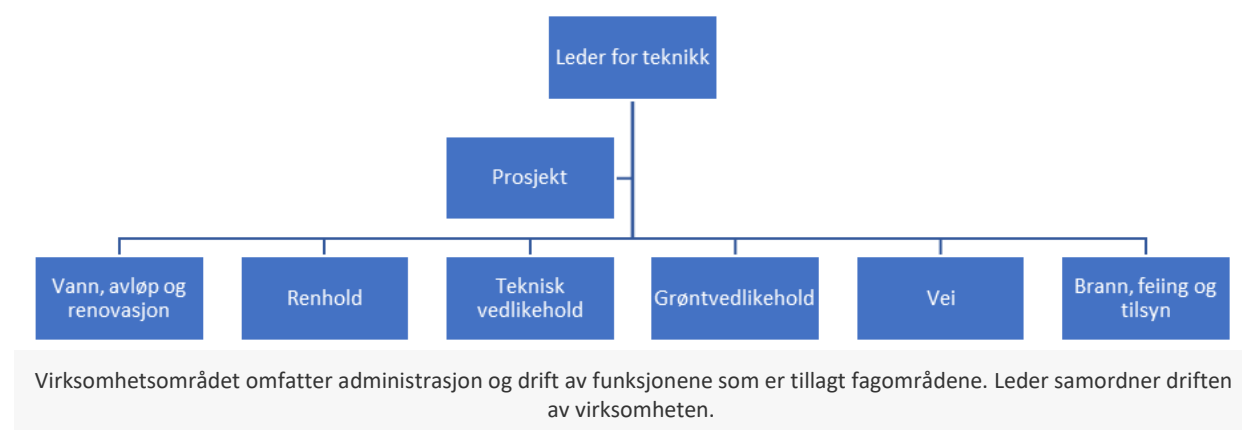 Leder for teknikk
Prosjekt
Vann, avløp og
renovasjon
Renhold
Teknisk
vedlikehold
Grøntvedlikehold
Vei
Brann, feiing og
tilsyn
Virksomhetsområdet omfatter administrasjon og drift av funksjonene som er tillagt fagområdene. Leder samordner driften
av virksomheten.